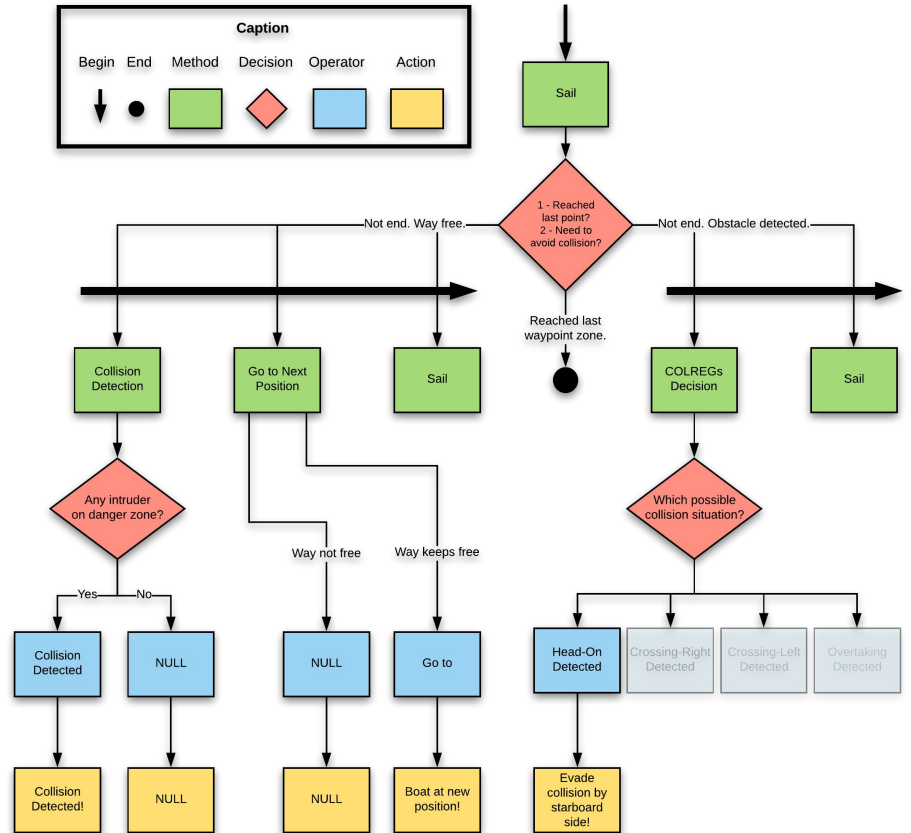 Caption
Begin End Method Decision Operator Action
Sail
1 - Reached
last point?
2 - Need to
avoid collision?
Not end. Way free.
Not end. Obstacle detected.
Reached last
waypoint zone.
Collision
Detection
Go to Next
Position
Sail
COLREGs
Decision
Sail
Any intruder
on danger zone?
Which possible
collision situation?
Way not free
Way keeps free
Yes
No
Collision
Detected
NULL
NULL
Go to
Head-On
Detected
Crossing-Right
Detected
Crossing-Left
Detected
Overtaking
Detected
Collision
Detected!
NULL
NULL
Boat at new
position!
Evade
collision by
starboard
side!